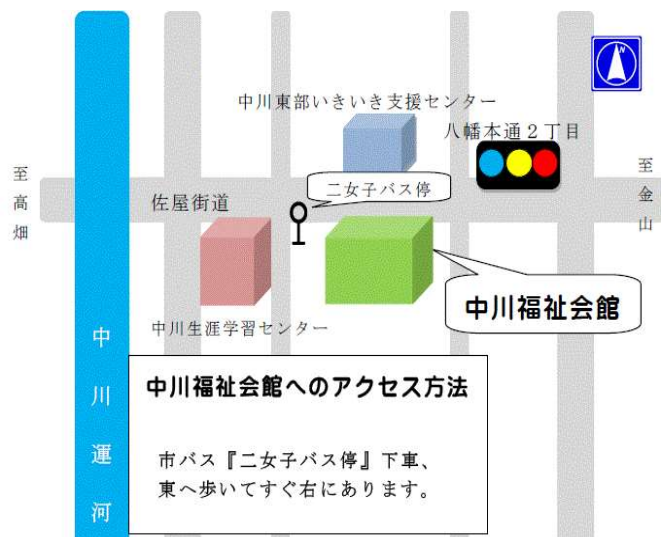 N
中川東部いきいき支援センター
八幡本通２丁目
至高畑
至金山
二女子バス停
佐屋街道
中川福祉会館
中川生涯学習センター
中川運河
中川福祉会館へのアクセス方法
市バス『二女子バス停』下車、
東へ歩いてすぐ右にあります。